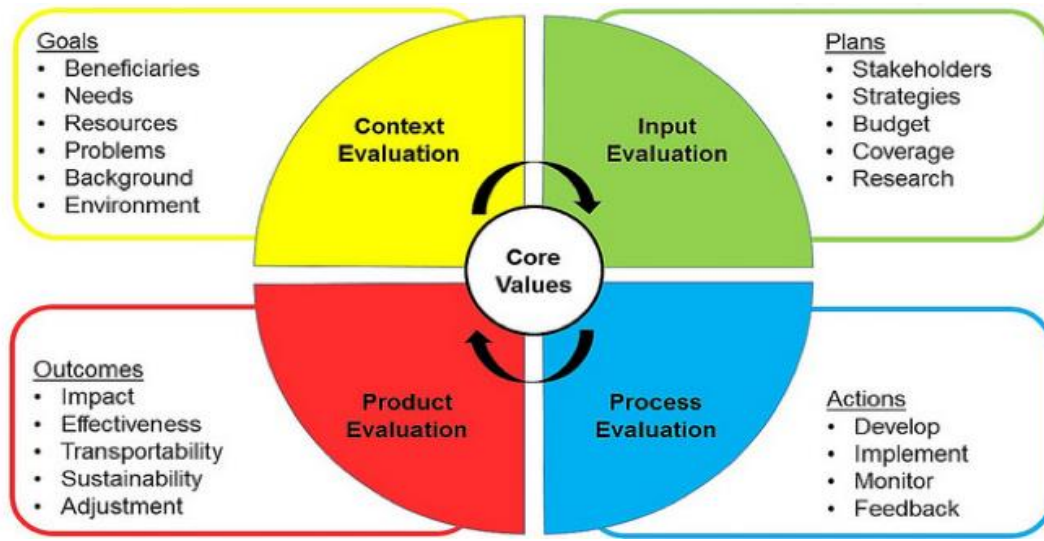 Goals
• Beneficiaries
• Needs
• Resources
• Problems
• Background
• Environment
Context
Evaluation
Input
Evaluation
Plans
• Stakeholders
• Strategies
• Budget
• Coverage
• Research
Core
Values
Outcomes
• Impact
• Effectiveness
• Transportability
• Sustainability
• Adjustment
Product
Evaluation
Process
Evaluation
Actions
• Develop
• Implement
• Monitor
• Feedback